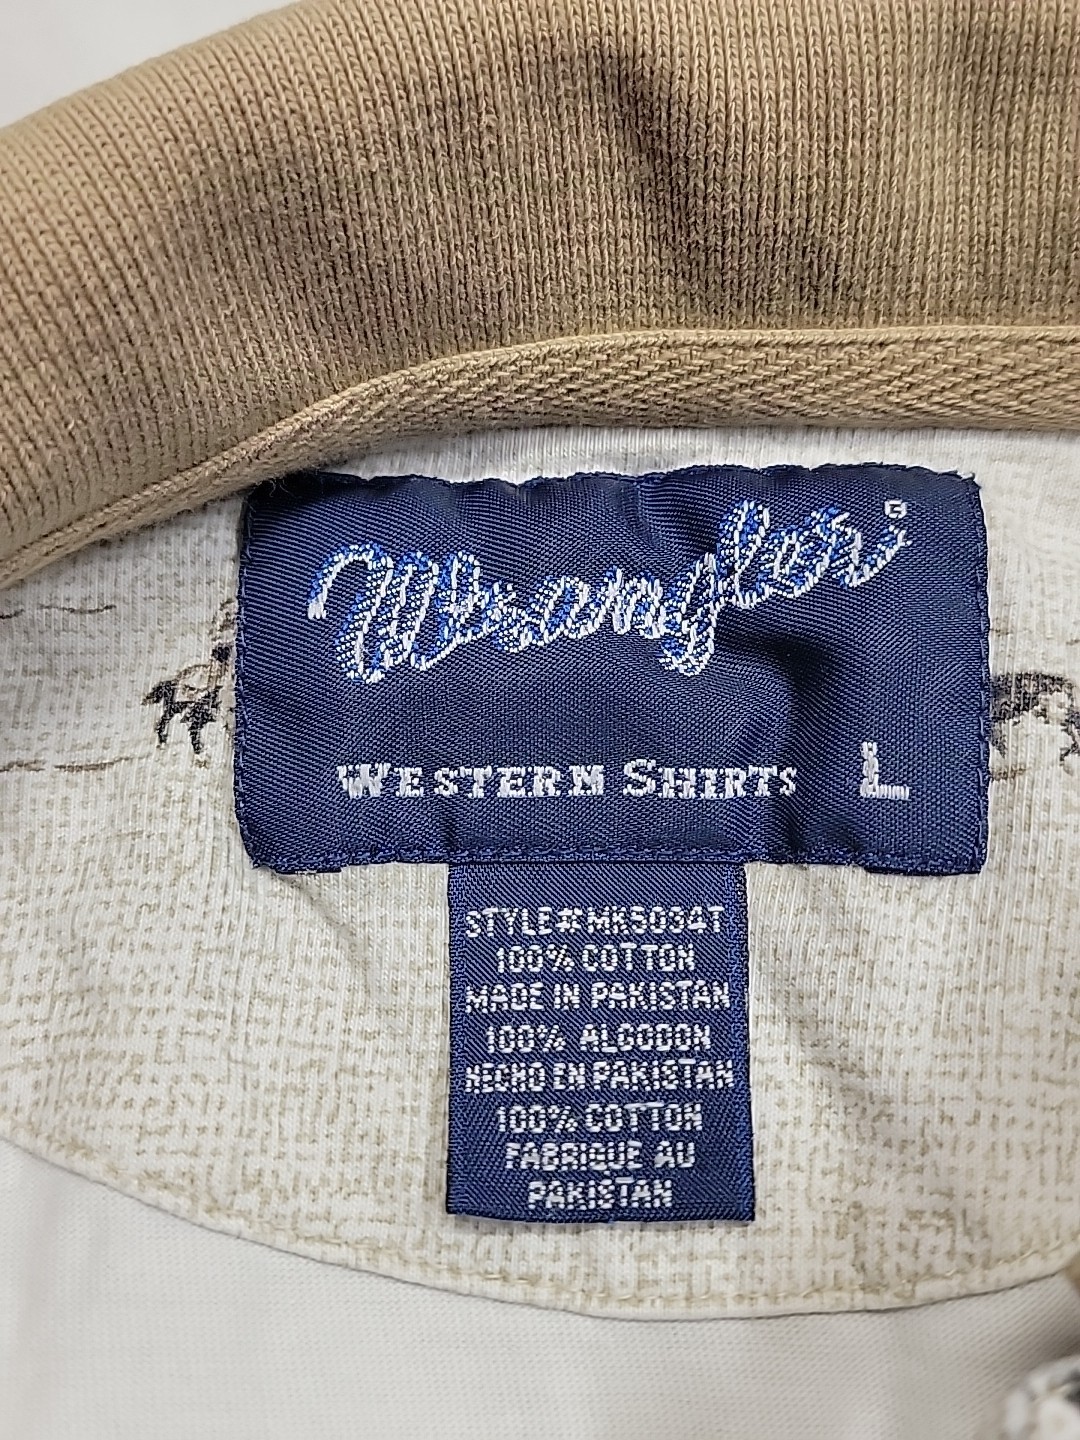 Wrangler®
WESTERN SHIRTS L
STYLE#MK5034T
100% COTTON
MADE IN PAKISTAN
100% ALGODON
HECHO EN PAKISTAN
100% COTTON
FABRIQUE AU
PAKISTAN